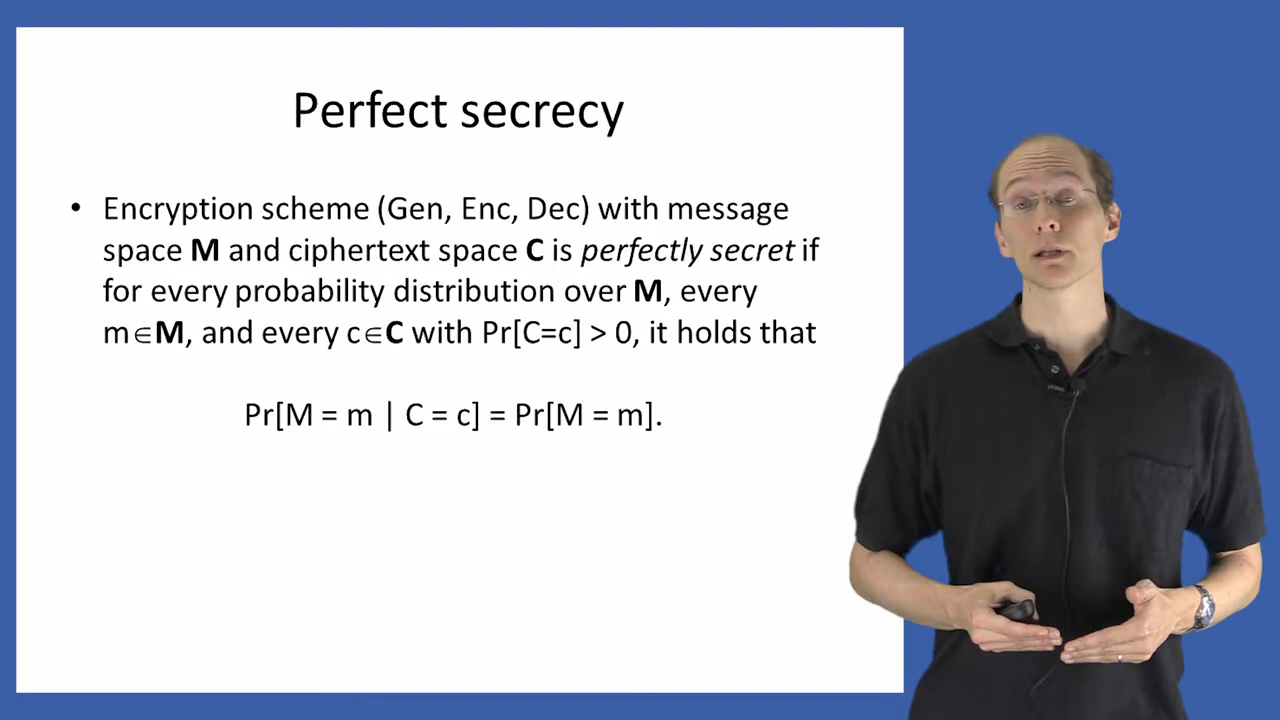 Perfect secrecy
• Encryption scheme (Gen, Enc, Dec) with message
space M and ciphertext space C is perfectly secret if
for every probability distribution over M, every
m∈M, and every c∈C with Pr[C=c] > 0, it holds that
Pr[M = m | C = c] = Pr[M = m].